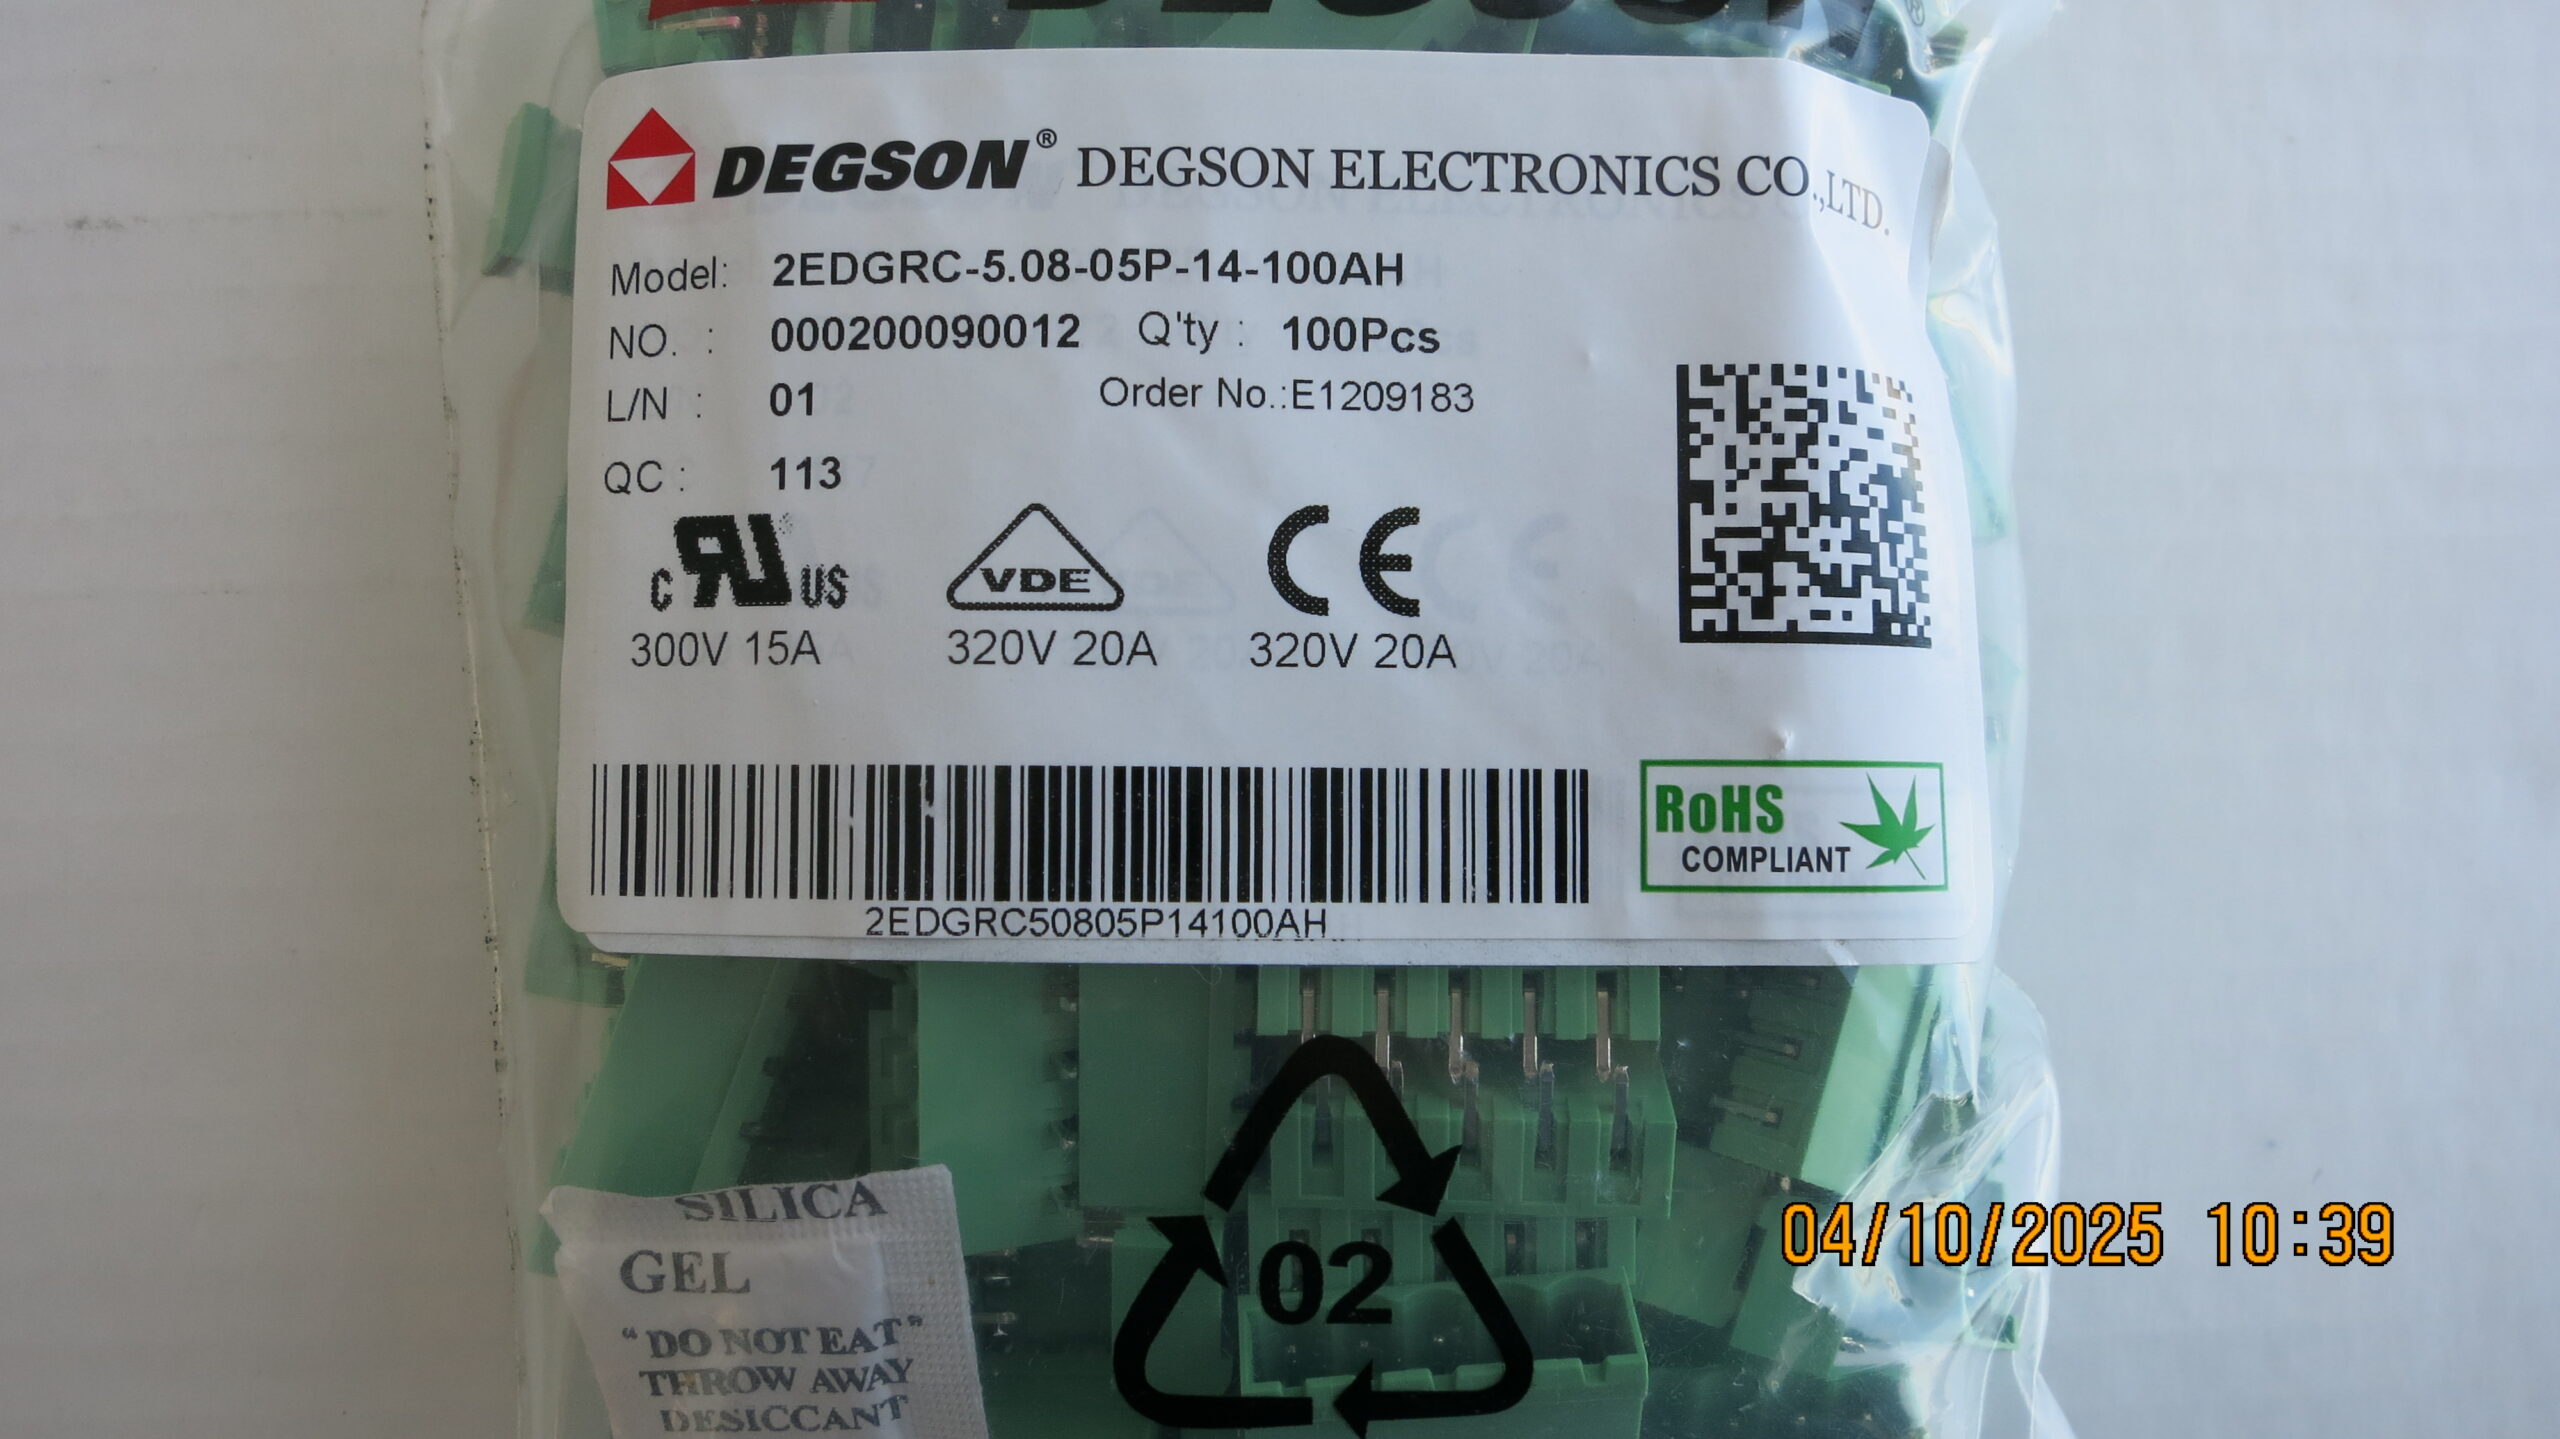 DEGSON®
DEGSON® DEGSON ELECTRONICS CO.,LTD.
Model: 2EDGRC-5.08-05P-14-100AH
NO. : 000200090012 Q'ty : 100Pcs
L/N : 01 Order No.:E1209183
QC : 113
c RU US VDE CE
300V 15A 320V 20A 320V 20A
2EDGRC50805P14100AH
RoHS
COMPLIANT
SILICA
GEL
"DO NOT EAT"
THROW AWAY
DESICCANT
02
04/10/2025 10:39